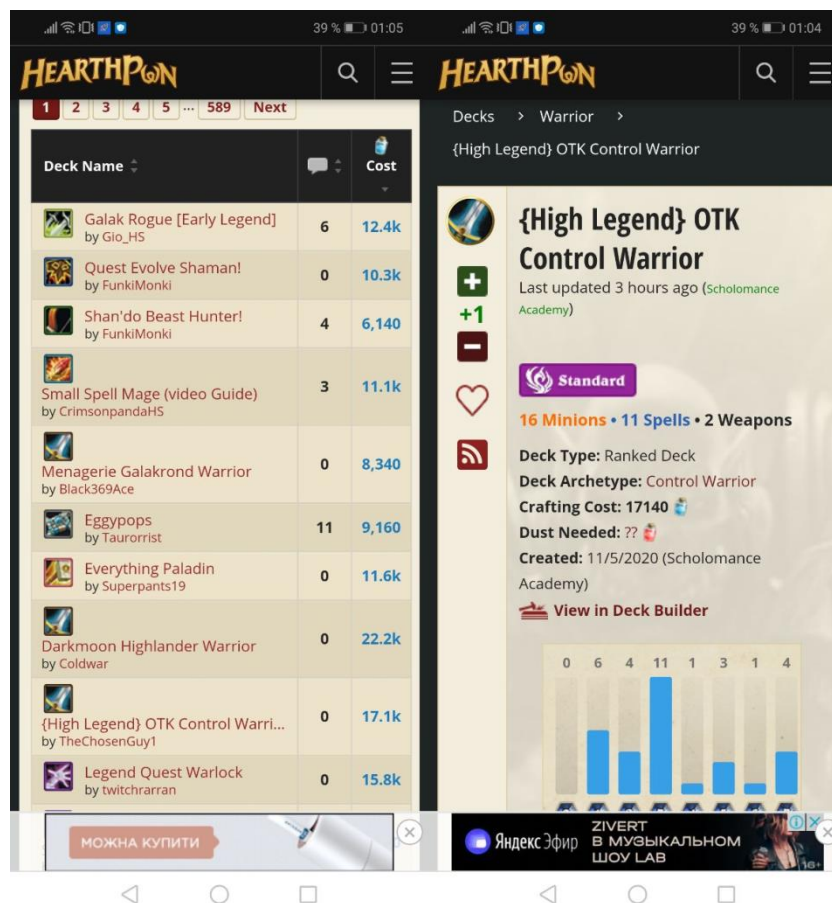 39 % 01:05
HEARTHPWN
1 2 3 4 5 ... 589 Next
Deck Name Cost
Galak Rogue [Early Legend] 6 12.4k
by Gio_HS
Quest Evolve Shaman! 0 10.3k
by FunkiMonki
Shan'do Beast Hunter! 4 6,140
by FunkiMonki
Small Spell Mage (video Guide) 3 11.1k
by CrimsonpandaHS
Menagerie Galakrond Warrior 0 8,340
by Black369Ace
Eggypops 11 9,160
by Taurorrist
Everything Paladin 0 11.6k
by Superpants19
Darkmoon Highlander Warrior 0 22.2k
by Coldwar
{High Legend} OTK Control Warri... 0 17.1k
by TheChosenGuy1
Legend Quest Warlock 0 15.8k
by twitchrarran
МОЖНА КУПИТИ
39 % 01:04
HEARTHPWN
Decks > Warrior >
{High Legend} OTK Control Warrior
{High Legend} OTK
Control Warrior
Last updated 3 hours ago (Scholomance
Academy)
+1
Standard
16 Minions • 11 Spells • 2 Weapons
Deck Type: Ranked Deck
Deck Archetype: Control Warrior
Crafting Cost: 17140
Dust Needed: ??
Created: 11/5/2020 (Scholomance
Academy)
View in Deck Builder
0 6 4 11 1 3 1 4
Яндекс Эфир
ZIVERT
В МУЗЫКАЛЬНОМ
ШОУ LAB
16+